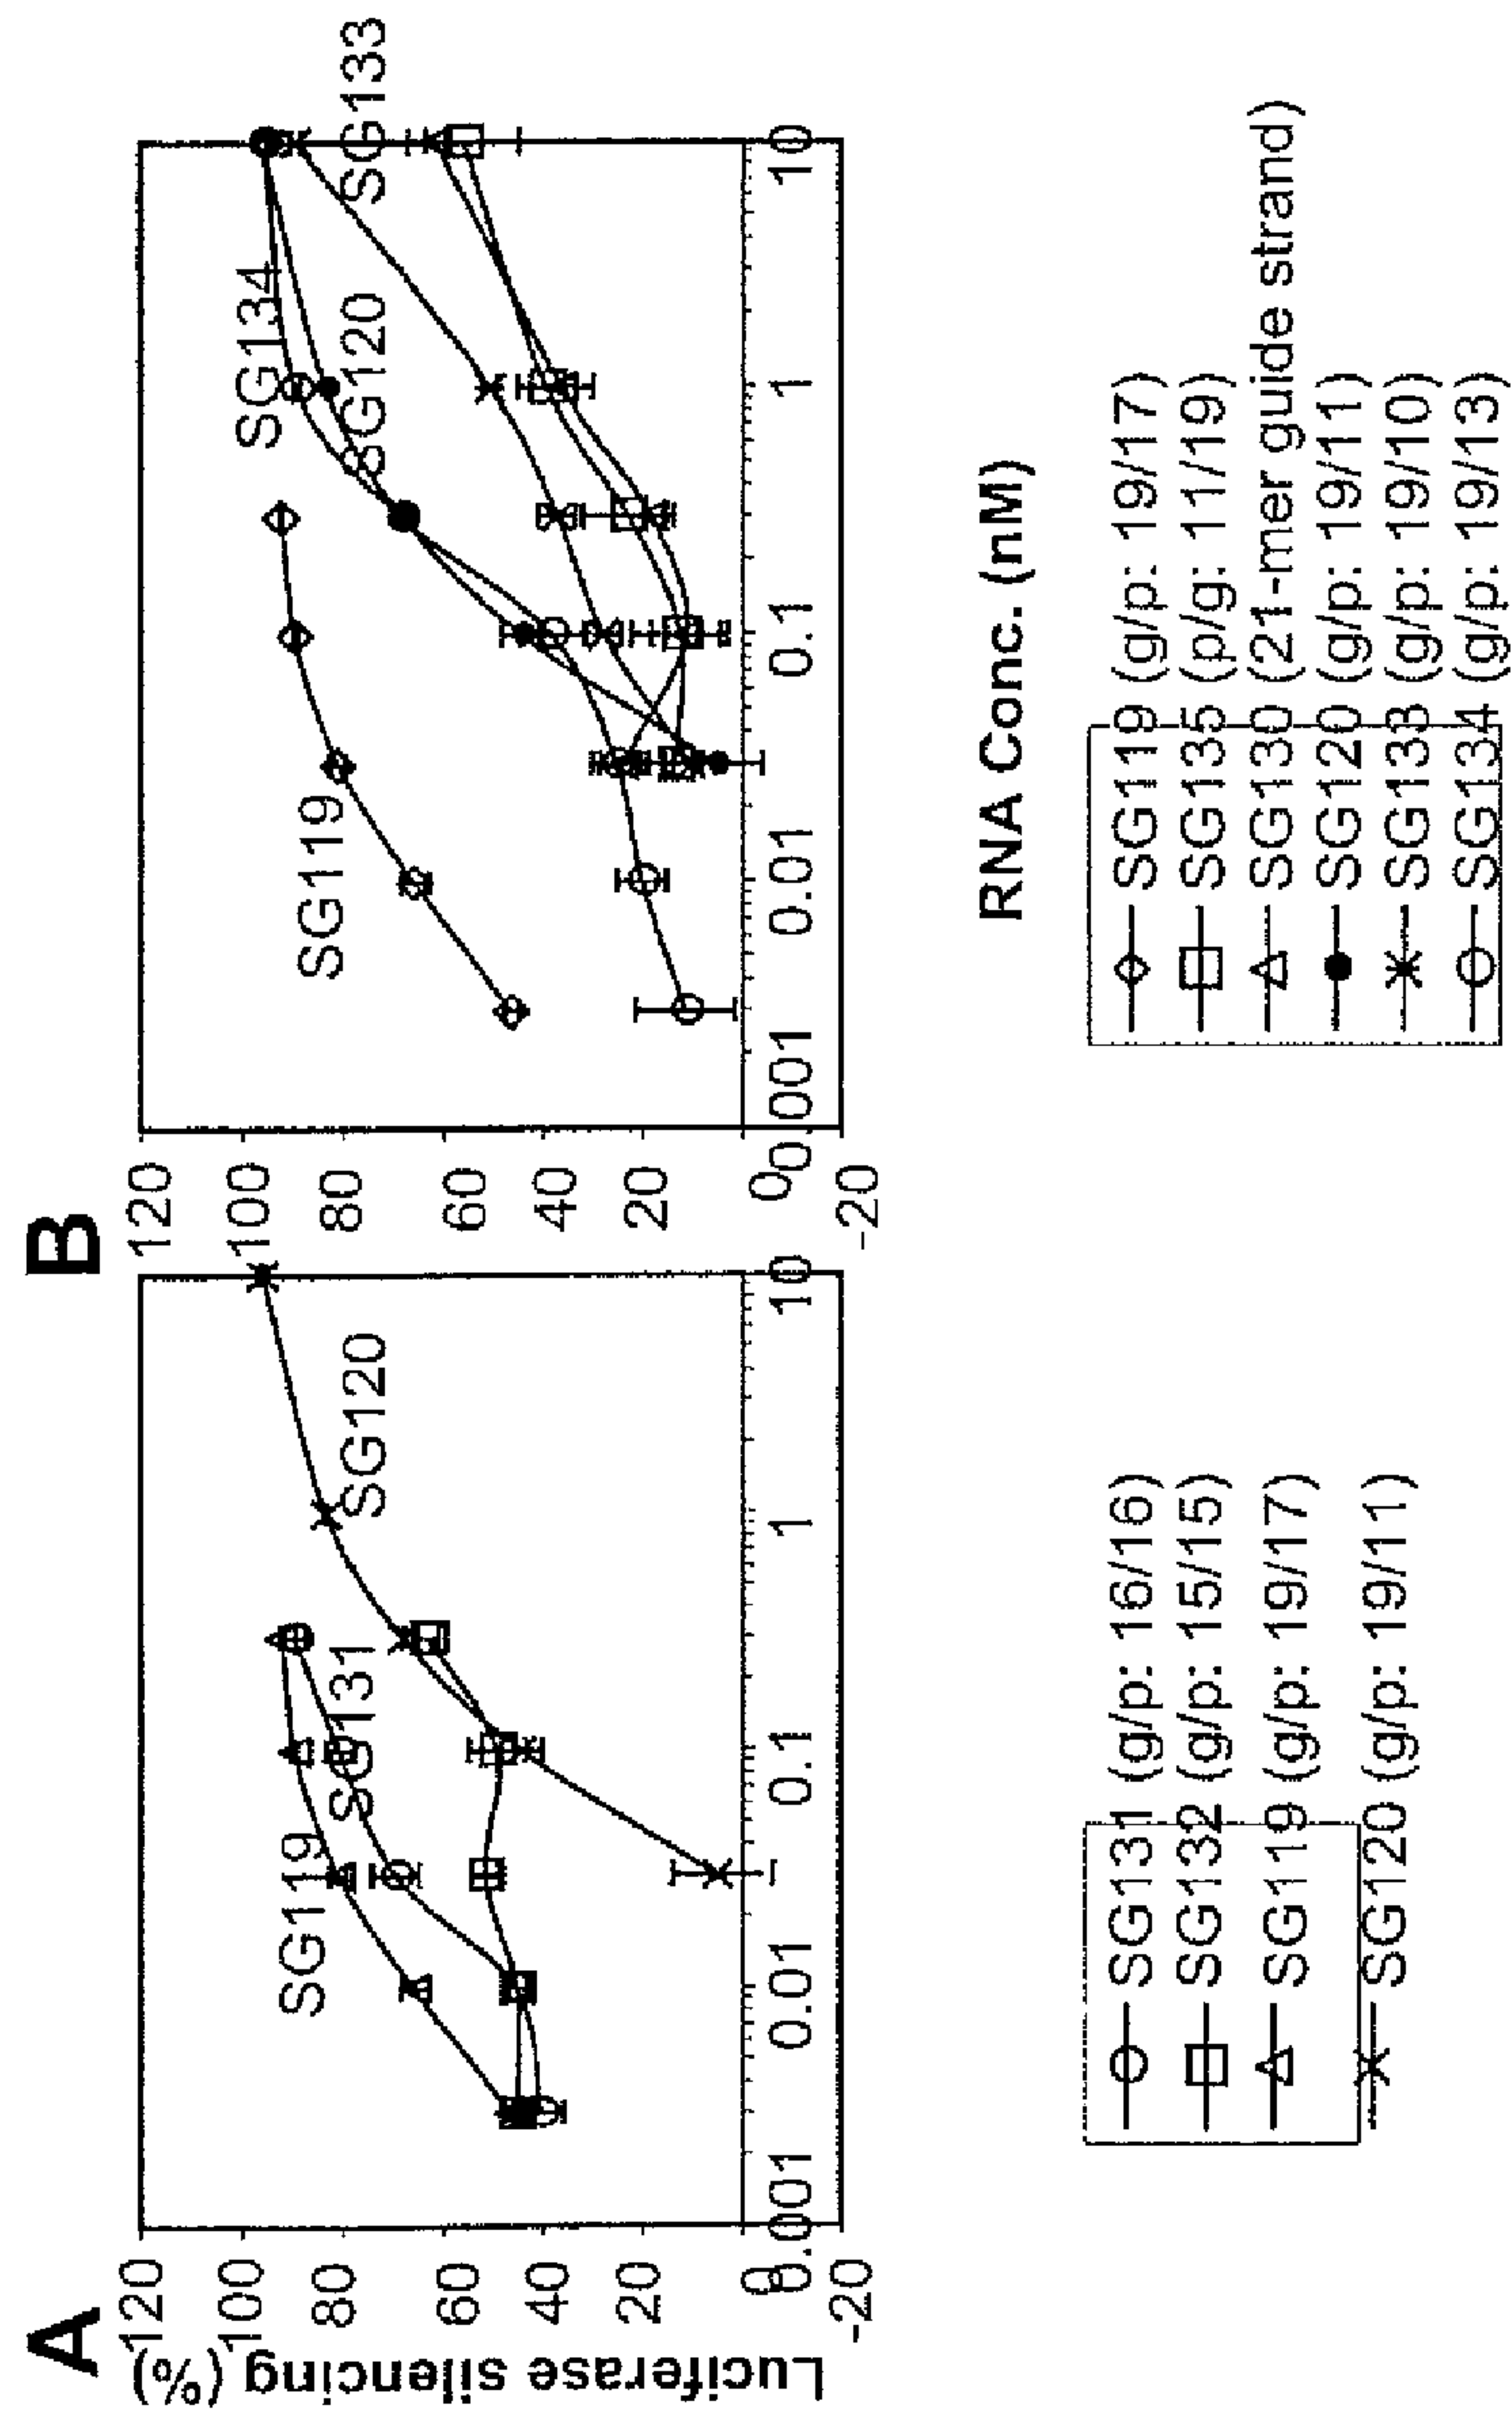 A
Luciferase silencing (%)
120
100
80
60
40
20
0
-20
0.001
0.01
0.1
1
10
SG119
SG131
SG120
SG131 (g/p: 16/16)
SG132 (g/p: 15/15)
SG119 (g/p: 19/17)
SG120 (g/p: 19/11)
B
120
100
80
60
40
20
0
-20
0.001
0.01
0.1
1
10
SG119
SG134
SG120
SG133
RNA Conc. (nM)
SG119 (g/p: 19/17)
SG135 (p/g: 11/19)
SG130 (21-mer guide strand)
SG120 (g/p: 19/11)
SG133 (g/p: 19/10)
SG134 (g/p: 19/13)